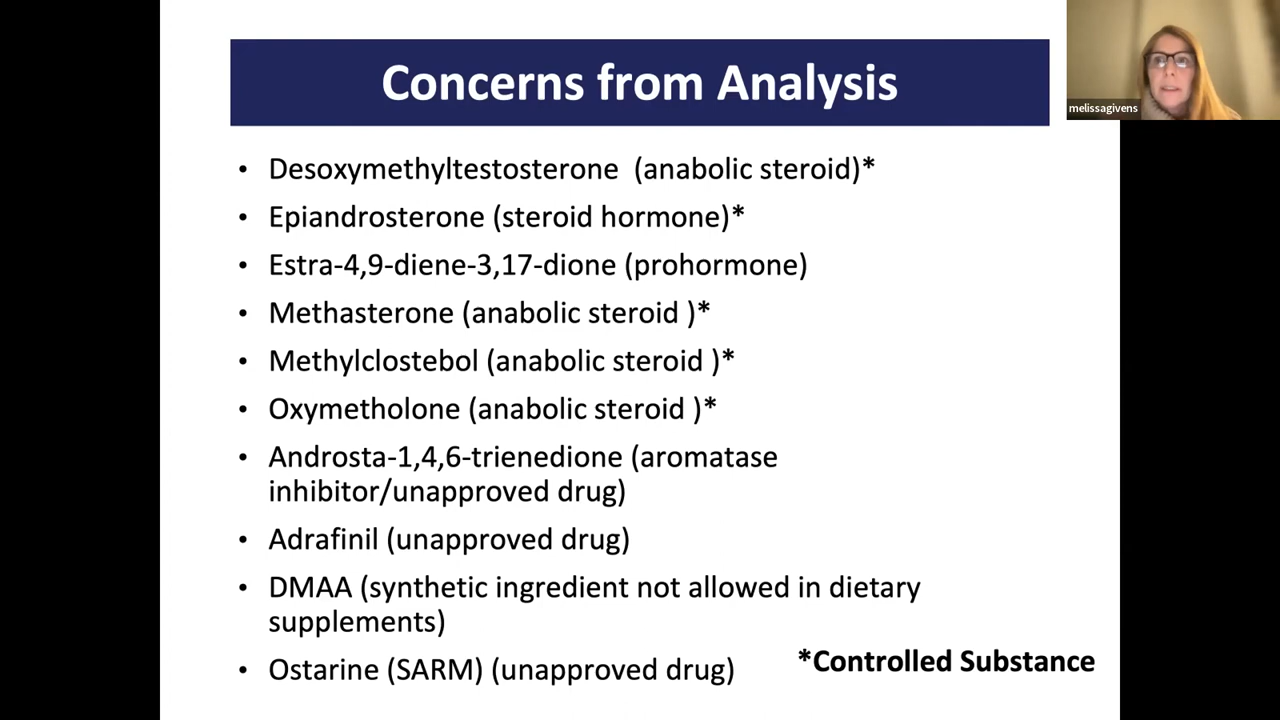 Concerns from Analysis
melissagivens
• Desoxymethyltestosterone (anabolic steroid)*
• Epiandrosterone (steroid hormone)*
• Estra-4,9-diene-3,17-dione (prohormone)
• Methasterone (anabolic steroid )*
• Methylclostebol (anabolic steroid )*
• Oxymetholone (anabolic steroid )*
• Androsta-1,4,6-trienedione (aromatase
inhibitor/unapproved drug)
• Adrafinil (unapproved drug)
• DMAA (synthetic ingredient not allowed in dietary
supplements)
• Ostarine (SARM) (unapproved drug)
*Controlled Substance